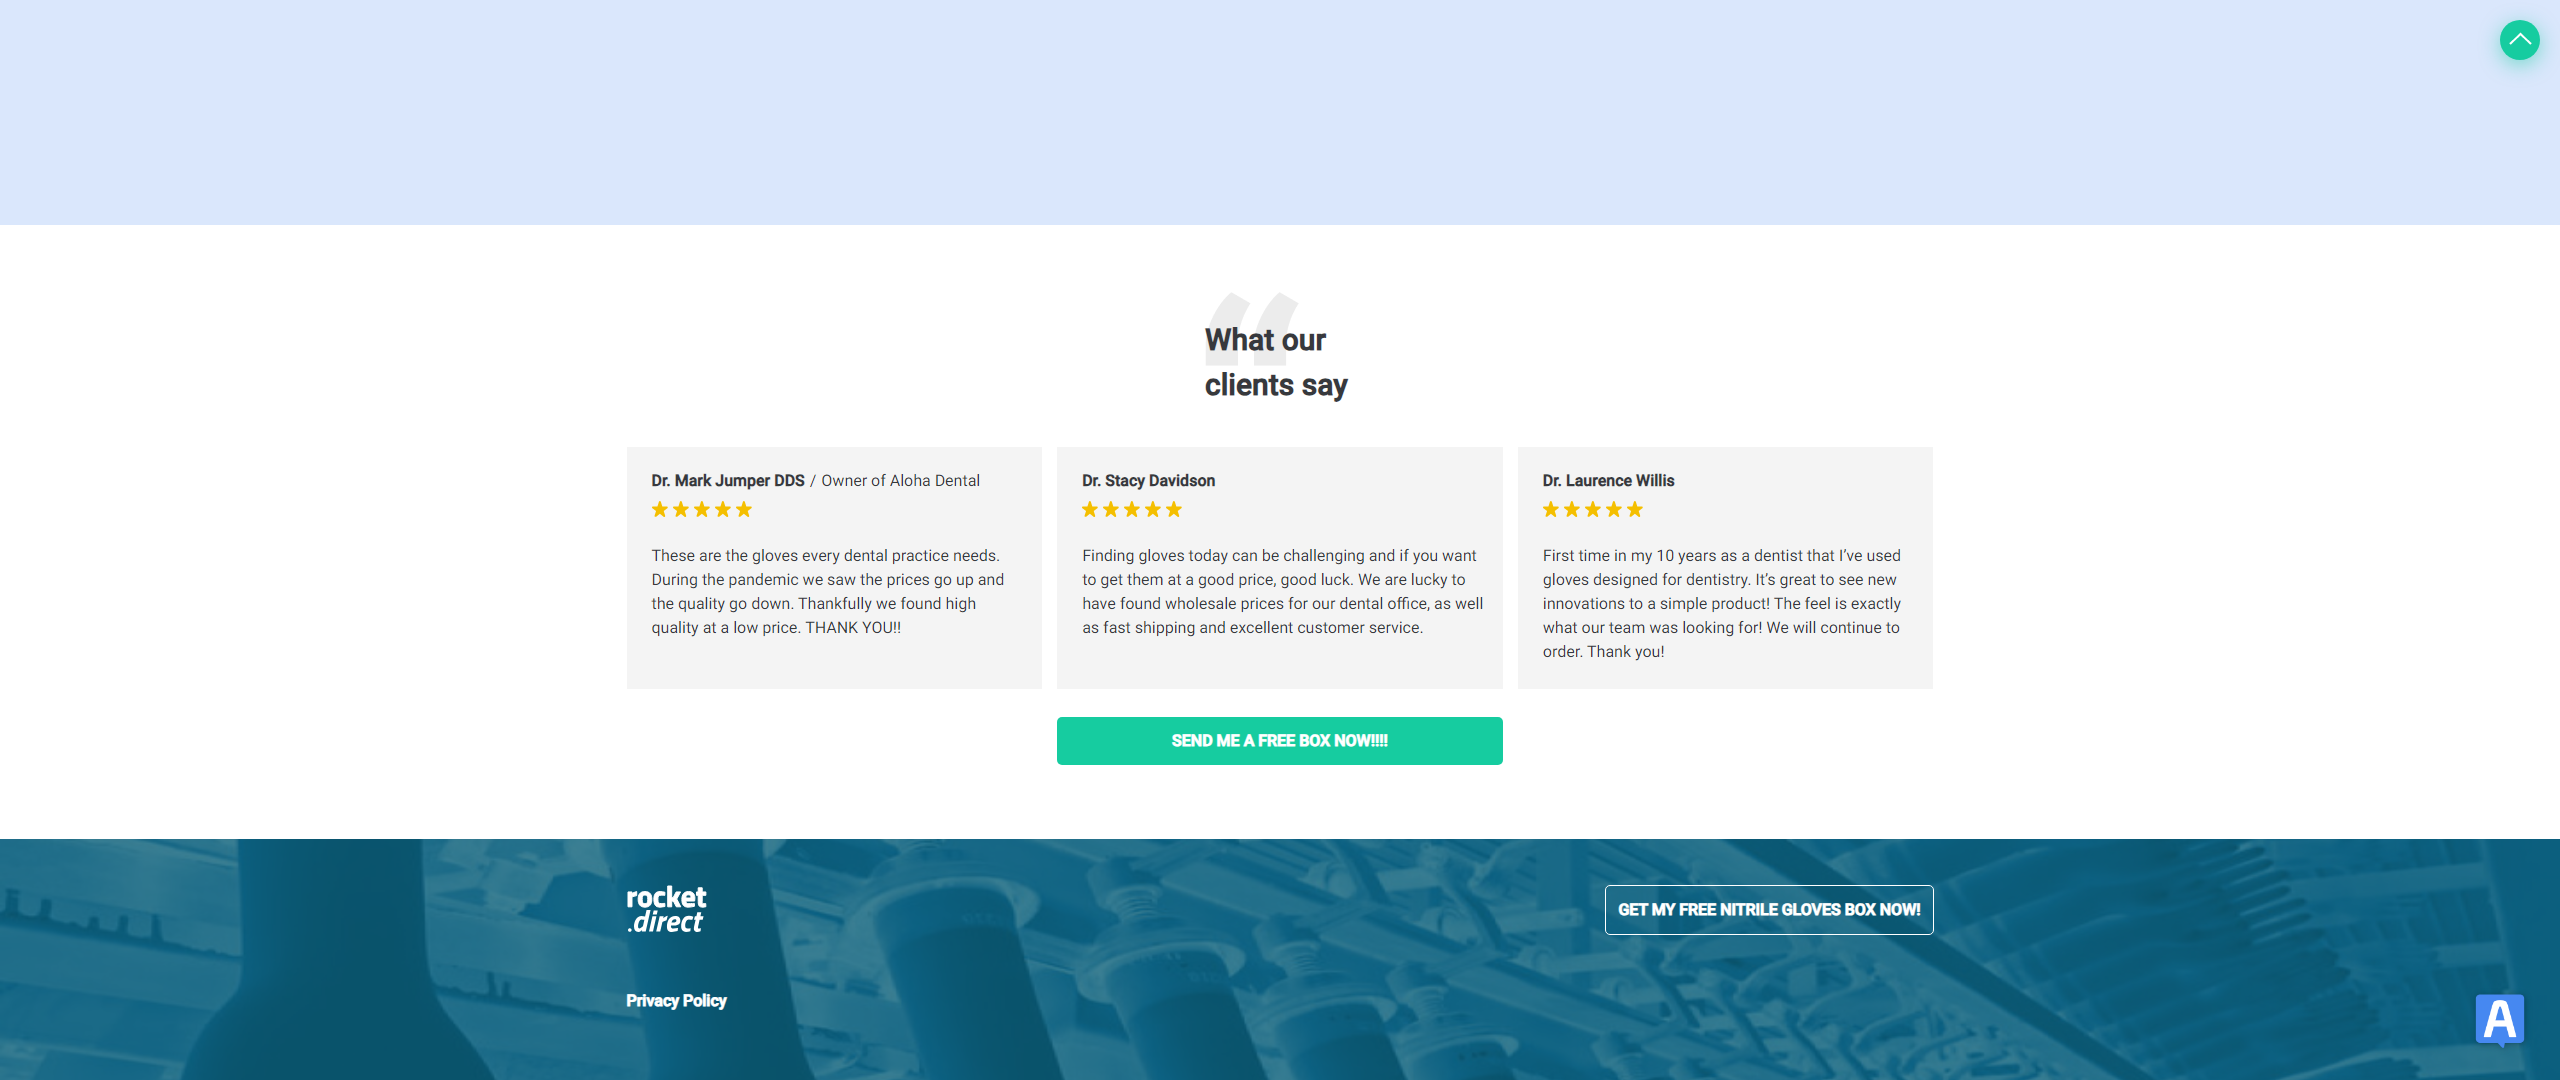 “
What our
clients say
Dr. Mark Jumper DDS / Owner of Aloha Dental
These are the gloves every dental practice needs.
During the pandemic we saw the prices go up and
the quality go down. Thankfully we found high
quality at a low price. THANK YOU!!
Dr. Stacy Davidson
Finding gloves today can be challenging and if you want
to get them at a good price, good luck. We are lucky to
have found wholesale prices for our dental office, as well
as fast shipping and excellent customer service.
Dr. Laurence Willis
First time in my 10 years as a dentist that I’ve used
gloves designed for dentistry. It’s great to see new
innovations to a simple product! The feel is exactly
what our team was looking for! We will continue to
order. Thank you!
SEND ME A FREE BOX NOW!!!!
rocket
.direct
GET MY FREE NITRILE GLOVES BOX NOW!
Privacy Policy
A